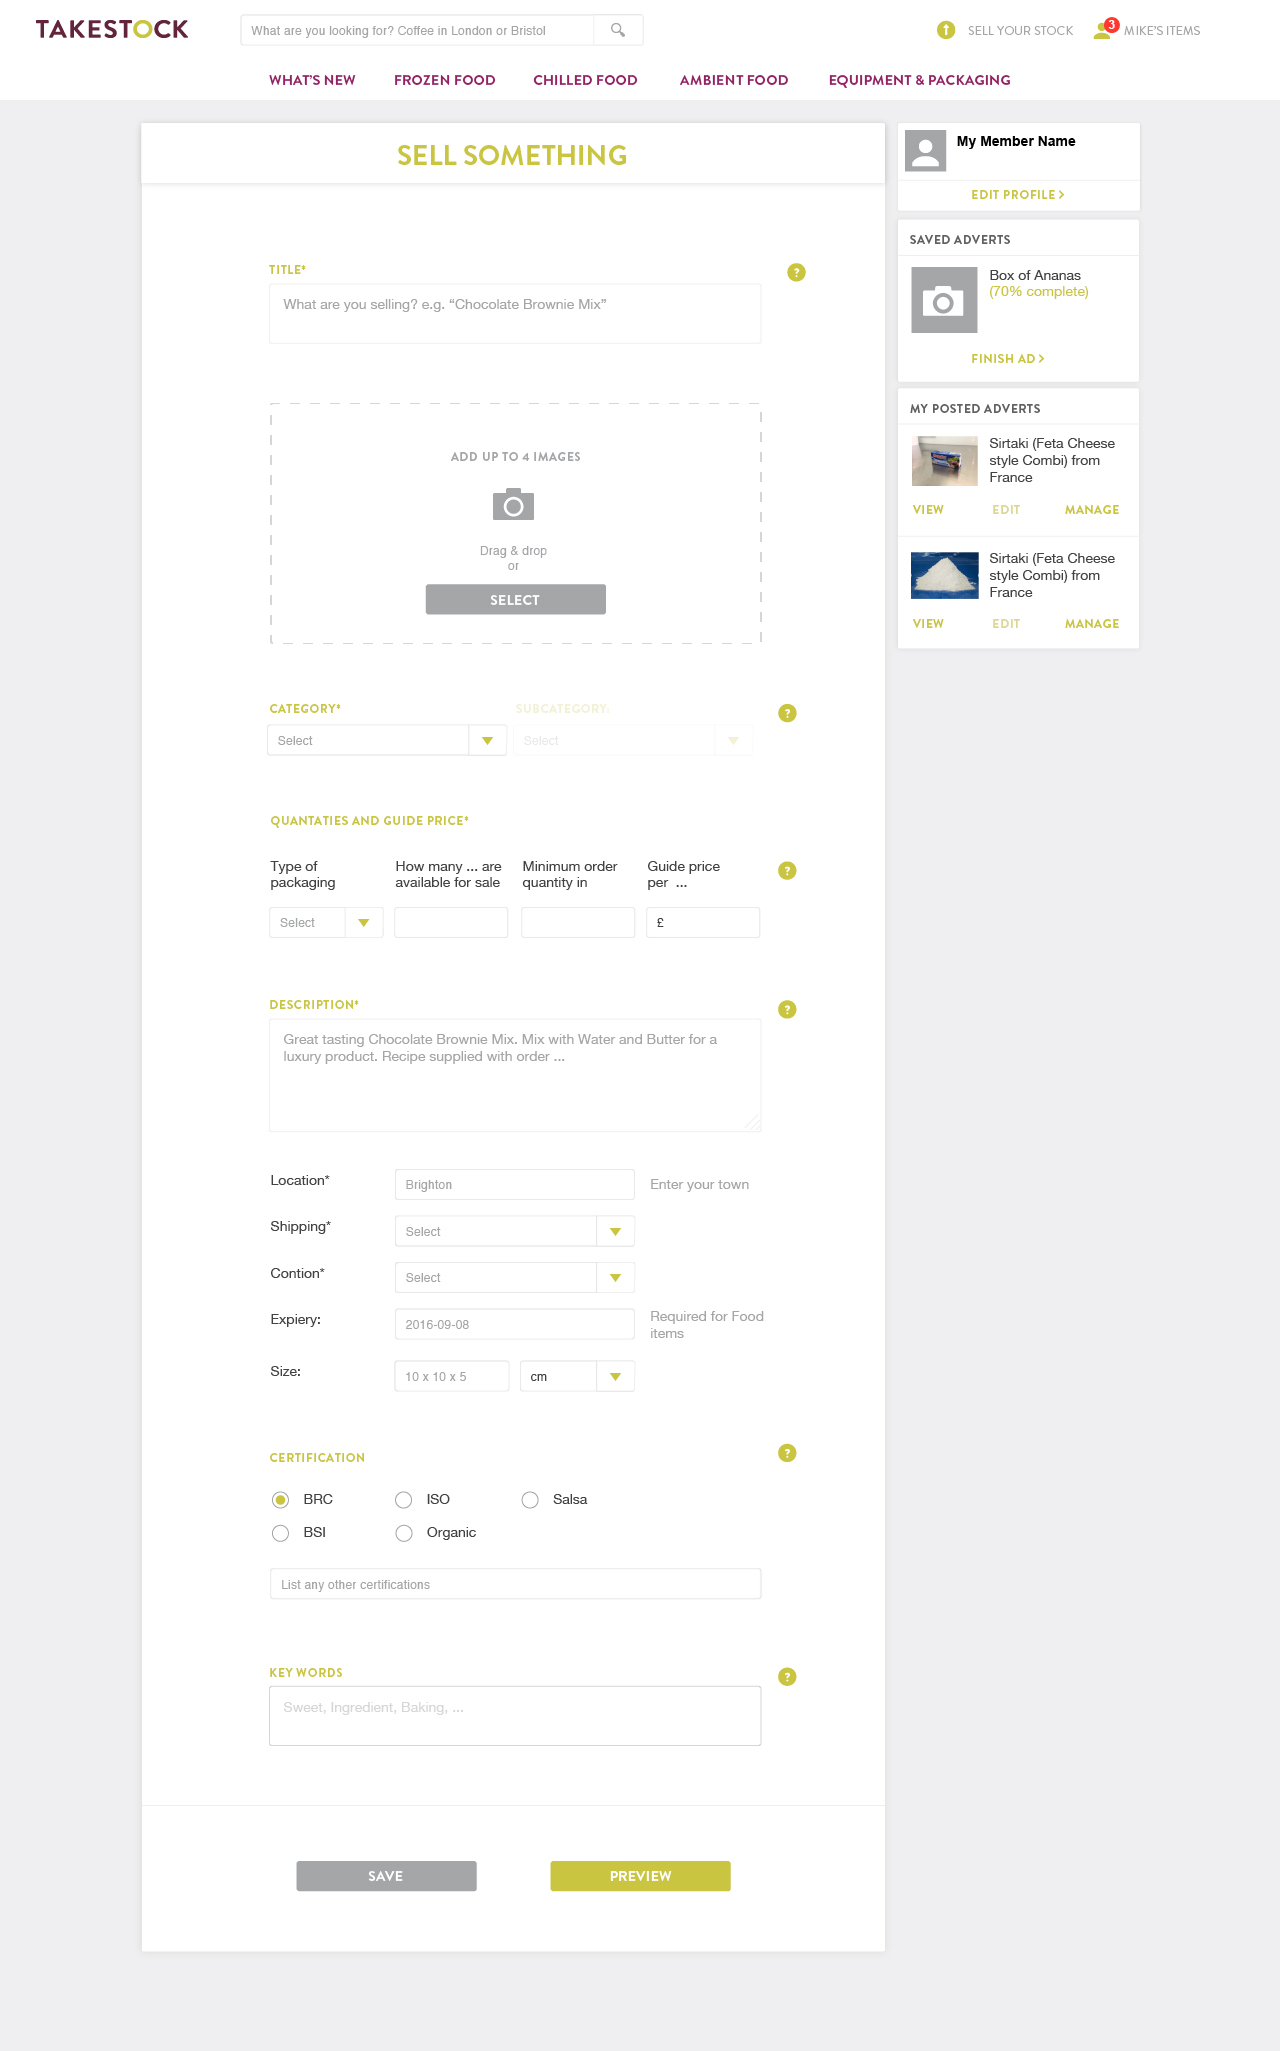 TAKESTOCK
What are you looking for? Coffee in London or Bristol
SELL YOUR STOCK
3
MIKE'S ITEMS
WHAT'S NEW
FROZEN FOOD
CHILLED FOOD
AMBIENT FOOD
EQUIPMENT & PACKAGING
SELL SOMETHING
TITLE*
?
What are you selling? e.g. “Chocolate Brownie Mix”
ADD UP TO 4 IMAGES
Drag & drop
or
SELECT
CATEGORY*
SUBCATEGORY:
?
Select
Select
QUANTATIES AND GUIDE PRICE*
Type of
packaging
How many ... are
available for sale
Minimum order
quantity in
Guide price
per ...
?
Select
£
DESCRIPTION*
?
Great tasting Chocolate Brownie Mix. Mix with Water and Butter for a
luxury product. Recipe supplied with order ...
Location*
Brighton
Enter your town
Shipping*
Select
Contion*
Select
Expiery:
2016-09-08
Required for Food
items
Size:
10 x 10 x 5
cm
CERTIFICATION
?
BRC
ISO
Salsa
BSI
Organic
List any other certifications
KEY WORDS
?
Sweet, Ingredient, Baking, ...
SAVE
PREVIEW
My Member Name
EDIT PROFILE >
SAVED ADVERTS
Box of Ananas
(70% complete)
FINISH AD >
MY POSTED ADVERTS
Sirtaki (Feta Cheese
style Combi) from
France
VIEW
EDIT
MANAGE
Sirtaki (Feta Cheese
style Combi) from
France
VIEW
EDIT
MANAGE